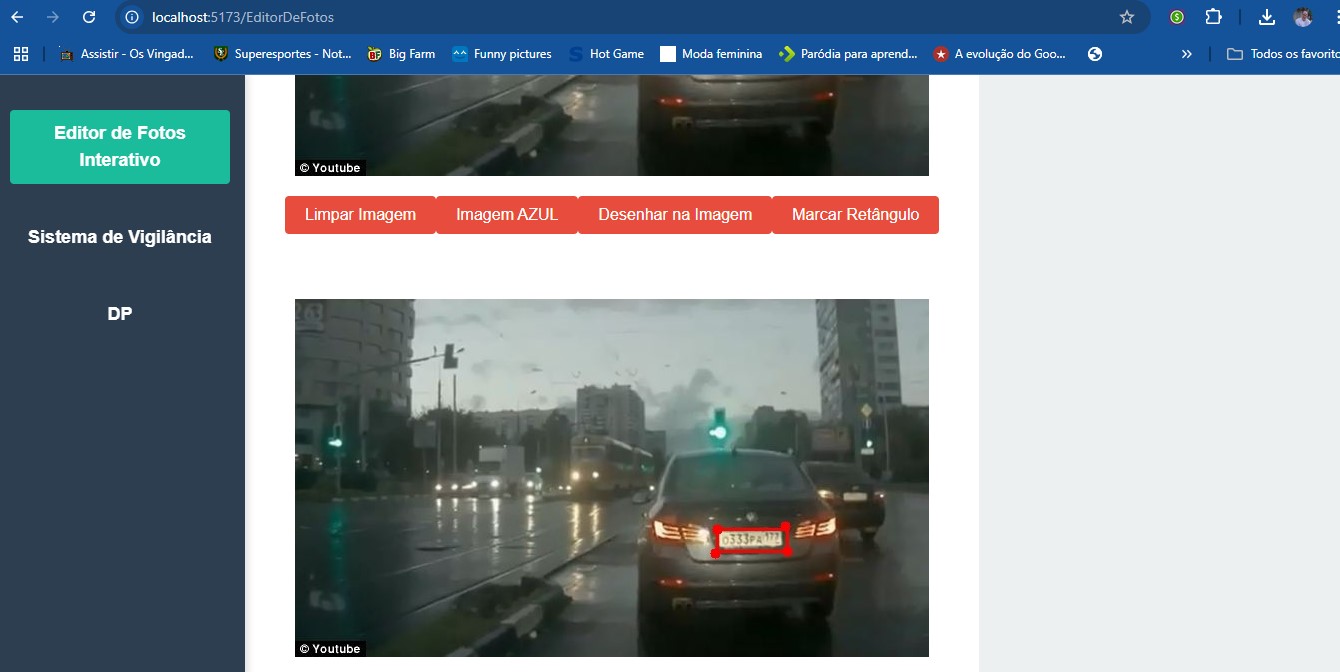 localhost:5173/EditorDeFotos
Assistir - Os Vingad...
Superesportes - Not...
Big Farm
Funny pictures
Hot Game
Moda feminina
Paródia para aprend...
A evolução do Goo...
»
Todos os favorito
Editor de Fotos
Interativo
Sistema de Vigilância
DP
© Youtube
Limpar Imagem
Imagem AZUL
Desenhar na Imagem
Marcar Retângulo
О333РА 177
© Youtube